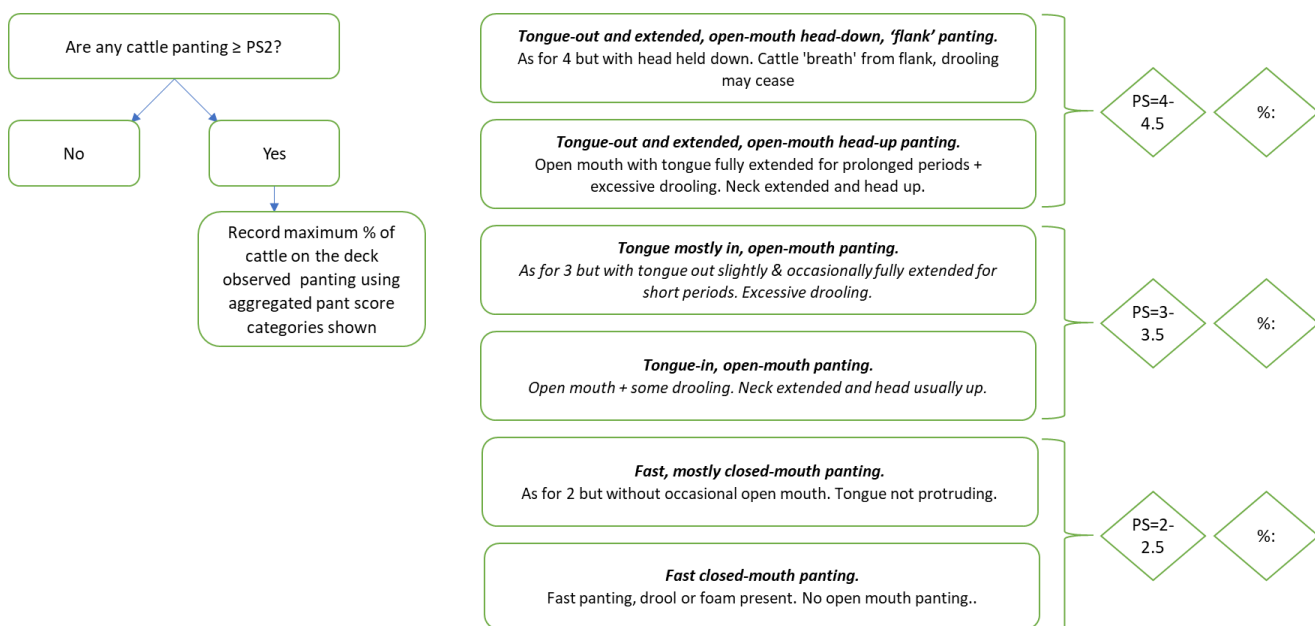 Are any cattle panting ≥ PS2?
No
Yes
Record maximum % of
cattle on the deck
observed  panting using
aggregated pant score
categories shown
Tongue-out and extended, open-mouth head-down, ‘flank’ panting.
As for 4 but with head held down. Cattle 'breath' from flank, drooling
may cease
Tongue-out and extended, open-mouth head-up panting.
Open mouth with tongue fully extended for prolonged periods +
excessive drooling. Neck extended and head up.
PS=4-
4.5
%:
Tongue mostly in, open-mouth panting.
As for 3 but with tongue out slightly & occasionally fully extended for
short periods. Excessive drooling.
Tongue-in, open-mouth panting.
Open mouth + some drooling. Neck extended and head usually up.
PS=3-
3.5
%:
Fast, mostly closed-mouth panting.
As for 2 but without occasional open mouth. Tongue not protruding.
Fast closed-mouth panting.
Fast panting, drool or foam present. No open mouth panting..
PS=2-
2.5
%: